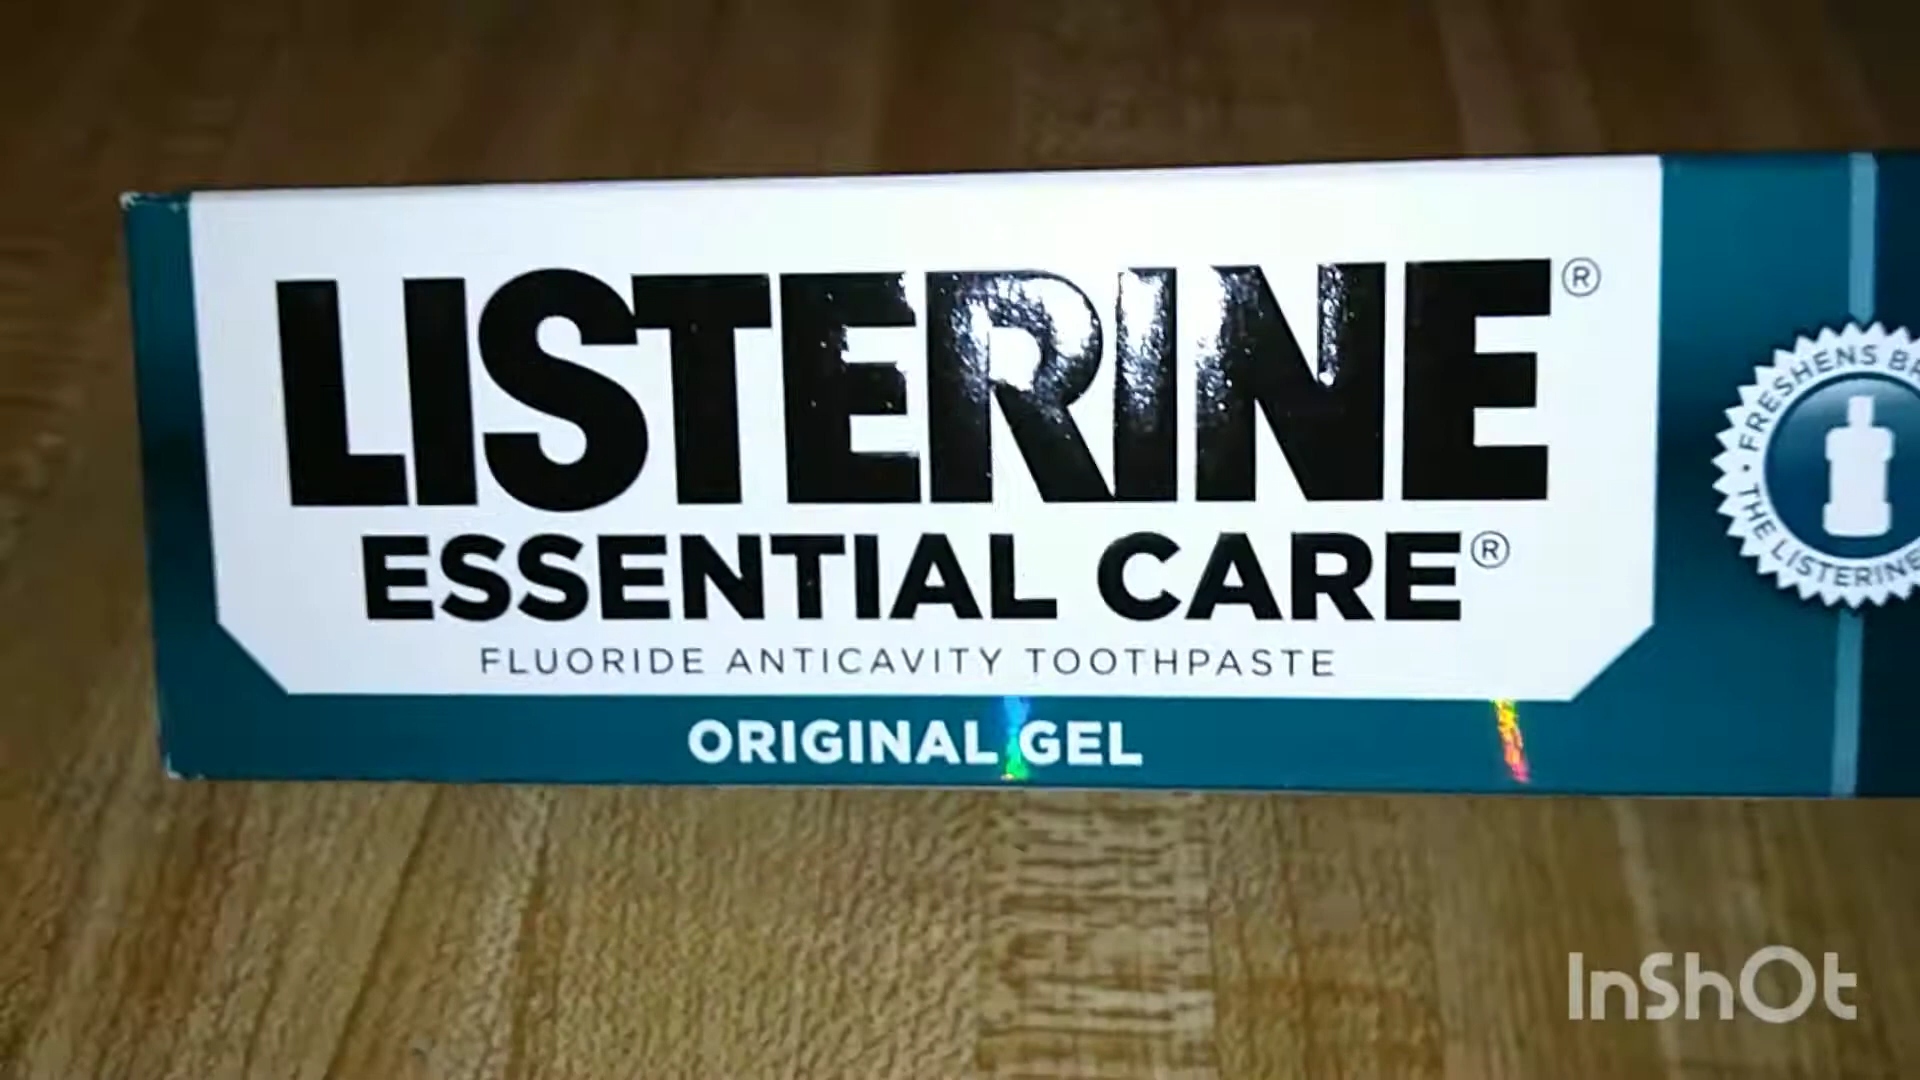 LISTERINE®
ESSENTIAL CARE®
FLUORIDE ANTICAVITY TOOTHPASTE
ORIGINAL GEL
• FRESHENS
THE LISTERINE
InShOt